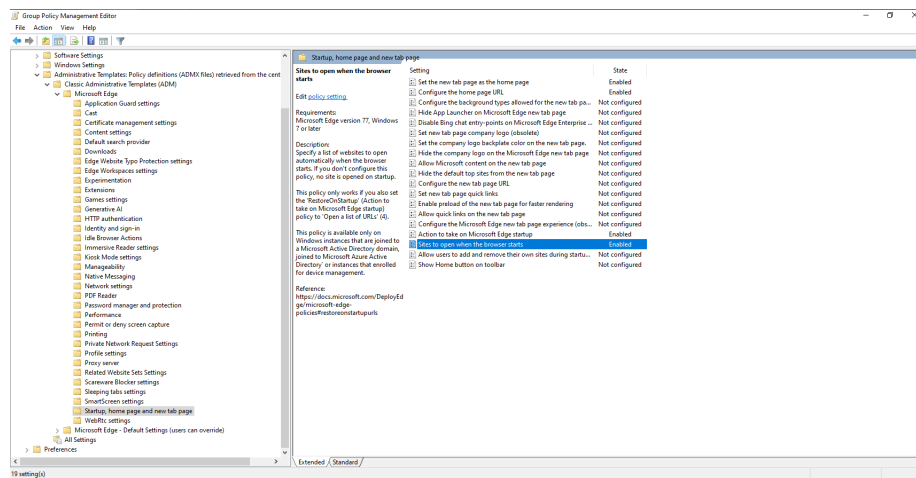 Group Policy Management Editor
File Action View Help
Software Settings
Windows Settings
Administrative Templates: Policy definitions (ADMX files) retrieved from the cent
Classic Administrative Templates (ADM)
Microsoft Edge
Application Guard settings
Cast
Certificate management settings
Content settings
Default search provider
Downloads
Edge Website Typo Protection settings
Edge Workspaces settings
Experimentation
Extensions
Games settings
Generative AI
HTTP authentication
Identity and sign-in
Idle Browser Actions
Immersive Reader settings
Kiosk Mode settings
Manageability
Native Messaging
Network settings
PDF Reader
Password manager and protection
Performance
Permit or deny screen capture
Printing
Private Network Request Settings
Profile settings
Proxy server
Related Website Sets Settings
Scareware Blocker settings
Sleeping tabs settings
SmartScreen settings
Startup, home page and new tab page
WebRtc settings
Microsoft Edge - Default Settings (users can override)
All Settings
Preferences
Startup, home page and new tab page
Sites to open when the browser
starts
Edit policy setting
Requirements:
Microsoft Edge version 77, Windows
7 or later
Description:
Specify a list of websites to open
automatically when the browser
starts. If you don't configure this
policy, no site is opened on startup.
This policy only works if you also set
the 'RestoreOnStartup' (Action to
take on Microsoft Edge startup)
policy to 'Open a list of URLs' (4).
This policy is available only on
Windows instances that are joined to
a Microsoft Active Directory domain,
joined to Microsoft Azure Active
Directory' or instances that enrolled
for device management.
Reference:
https://docs.microsoft.com/DeployEd
ge/microsoft-edge-
policies#restoreonstartupurls
Setting State
Set the new tab page as the home page Enabled
Configure the home page URL Enabled
Configure the background types allowed for the new tab pa... Not configured
Hide App Launcher on Microsoft Edge new tab page Not configured
Disable Bing chat entry-points on Microsoft Edge Enterprise ... Not configured
Set new tab page company logo (obsolete) Not configured
Set the company logo backplate color on the new tab page. Not configured
Hide the company logo on the Microsoft Edge new tab page Not configured
Allow Microsoft content on the new tab page Not configured
Hide the default top sites from the new tab page Not configured
Configure the new tab page URL Not configured
Set new tab page quick links Not configured
Enable preload of the new tab page for faster rendering Not configured
Allow quick links on the new tab page Not configured
Configure the Microsoft Edge new tab page experience (obs... Not configured
Action to take on Microsoft Edge startup Enabled
Sites to open when the browser starts Enabled
Allow users to add and remove their own sites during startu... Not configured
Show Home button on toolbar Not configured
Extended Standard
19 setting(s)